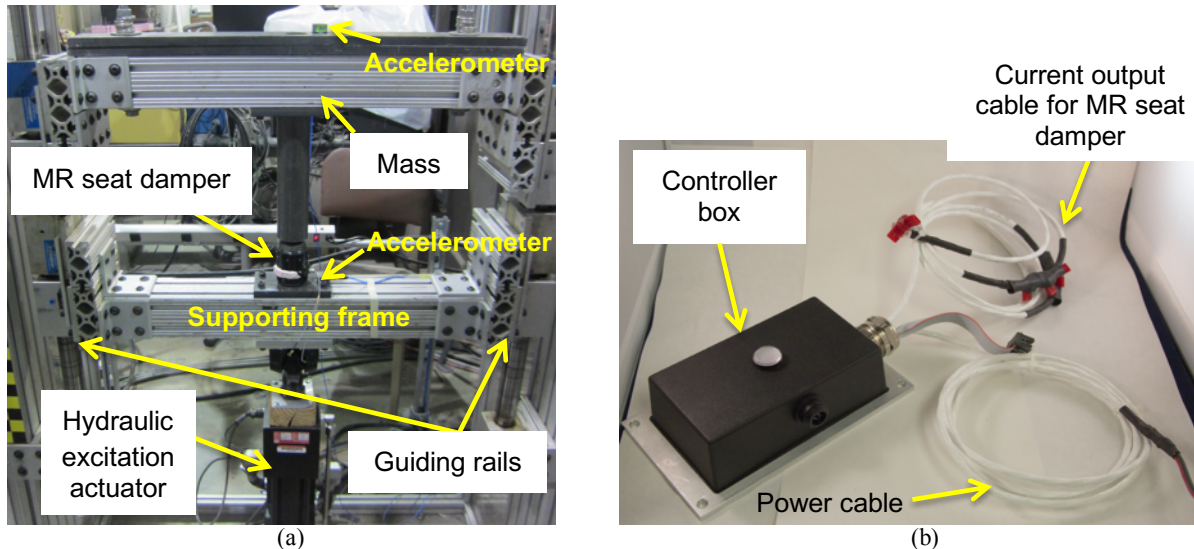 Accelerometer
Mass
MR seat damper
Accelerometer
Supporting frame
Hydraulic
excitation
actuator
Guiding rails
(a)
Current output
cable for MR seat
damper
Controller
box
Power cable
(b)